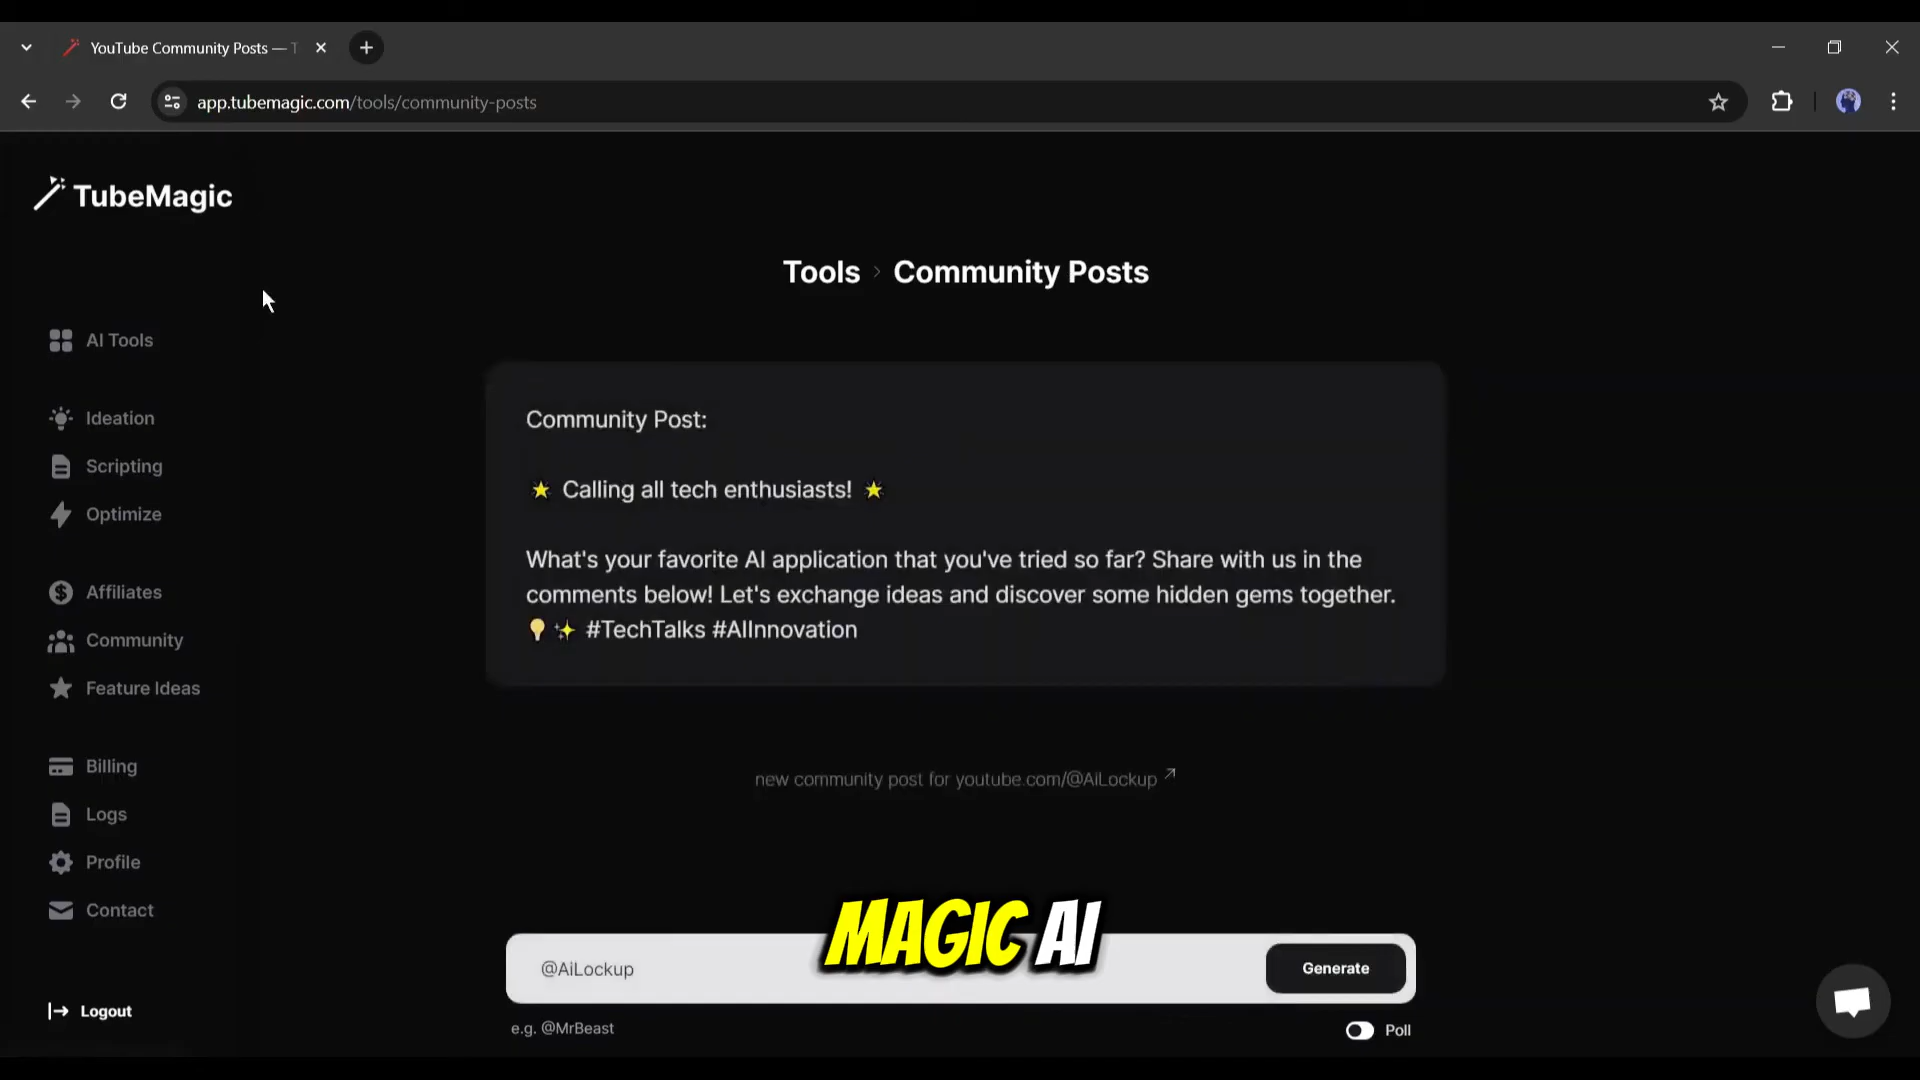 YouTube Community Posts — T
app.tubemagic.com/tools/community-posts
TubeMagic
Tools > Community Posts
AI Tools
Ideation
Scripting
Optimize
Affiliates
Community
Feature Ideas
Billing
Logs
Profile
Contact
Logout
Community Post:
🌟 Calling all tech enthusiasts! 🌟
What's your favorite AI application that you've tried so far? Share with us in the
comments below! Let's exchange ideas and discover some hidden gems together.
💡✨ #TechTalks #AIInnovation
new community post for youtube.com/@AiLockup
MAGIC AI
@AiLockup
Generate
e.g. @MrBeast
Poll